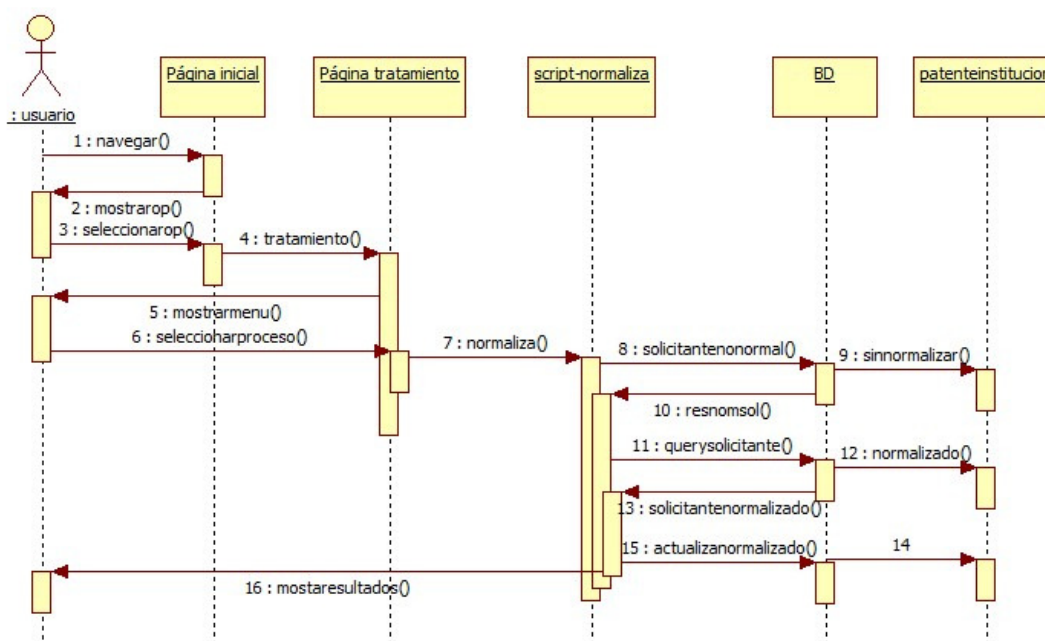 : usuario
Página inicial
Página tratamiento
script-normaliza
BD
patenteinstitucion
1 : navegar()
2 : mostrarop()
3 : seleccionarop()
4 : tratamiento()
5 : mostrarmenu()
6 : seleccioharproceso()
7 : normaliza()
8 : solicitantenonormal()
9 : sinnormalizar()
10 : resnomsol()
11 : querysolicitante()
12 : normalizado()
13 : solicitantenormalizado()
15 : actualizanormalizado()
14
16 : mostaresultados()